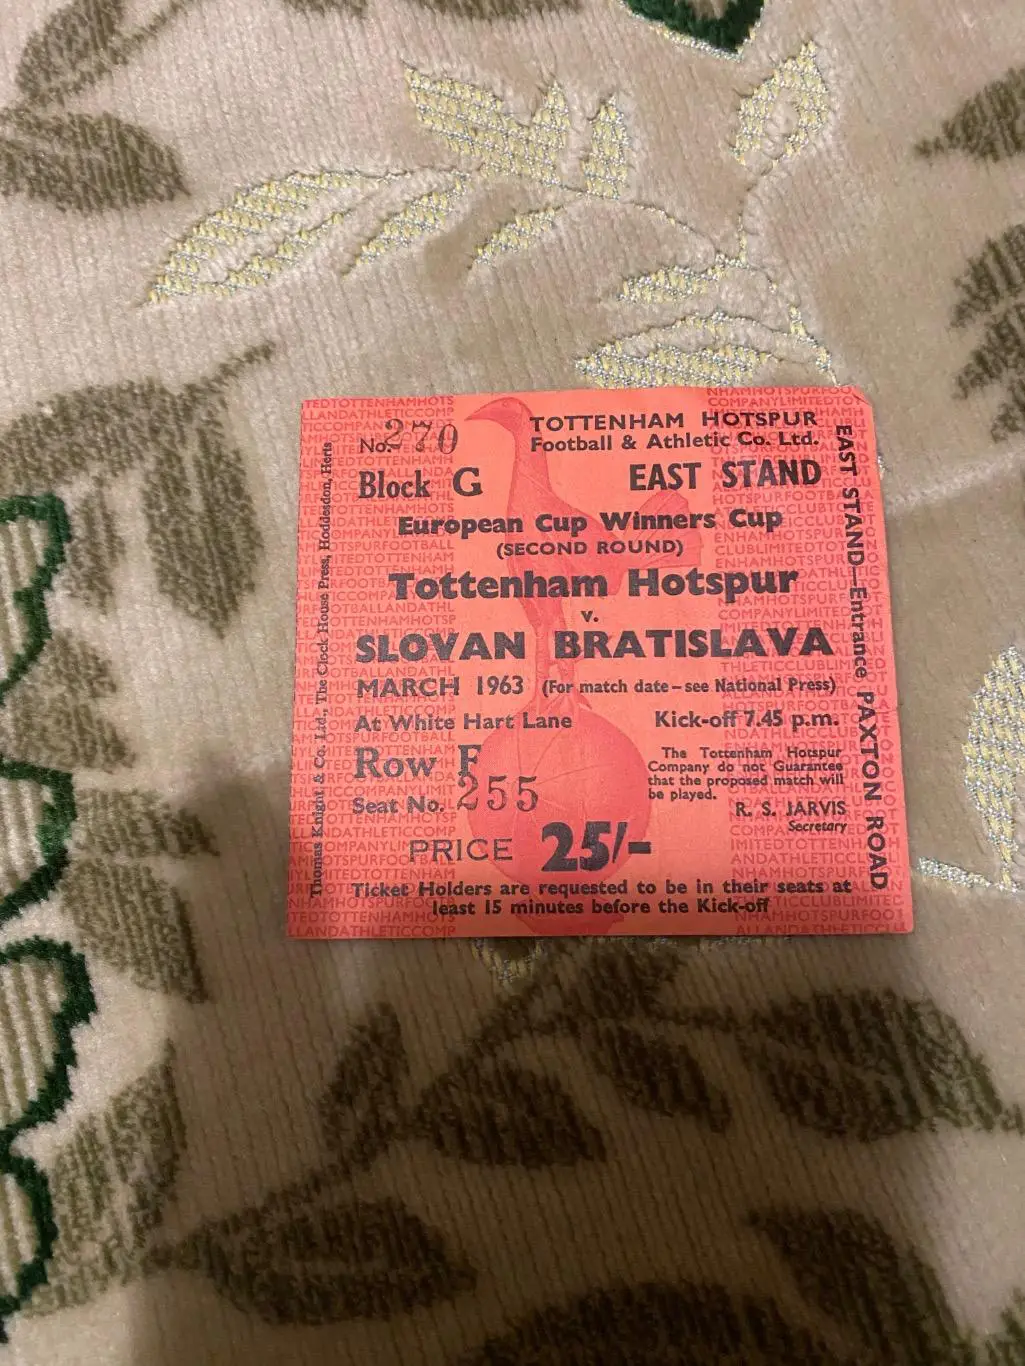 TOTTENHAM HOTSPUR
No. 270 Football & Athletic Co. Ltd.
Block G EAST STAND
European Cup Winners Cup
(SECOND ROUND)
Tottenham Hotspur
v.
SLOVAN BRATISLAVA
MARCH 1963 (For match date-see National Press)
At White Hart Lane Kick-off 7.45 p.m.
Row F
Seat No. 255
The Tottenham Hotspur
Company do not Guarantee
that the proposed match will
be played.
R. S. JARVIS
Secretary
PRICE 25/-
Ticket Holders are requested to be in their seats at
least 15 minutes before the Kick-off
EAST STAND—Entrance PAXTON ROAD
Thomas Knight & Co. Ltd., The Clock House Press, Hoddesdon, Herts